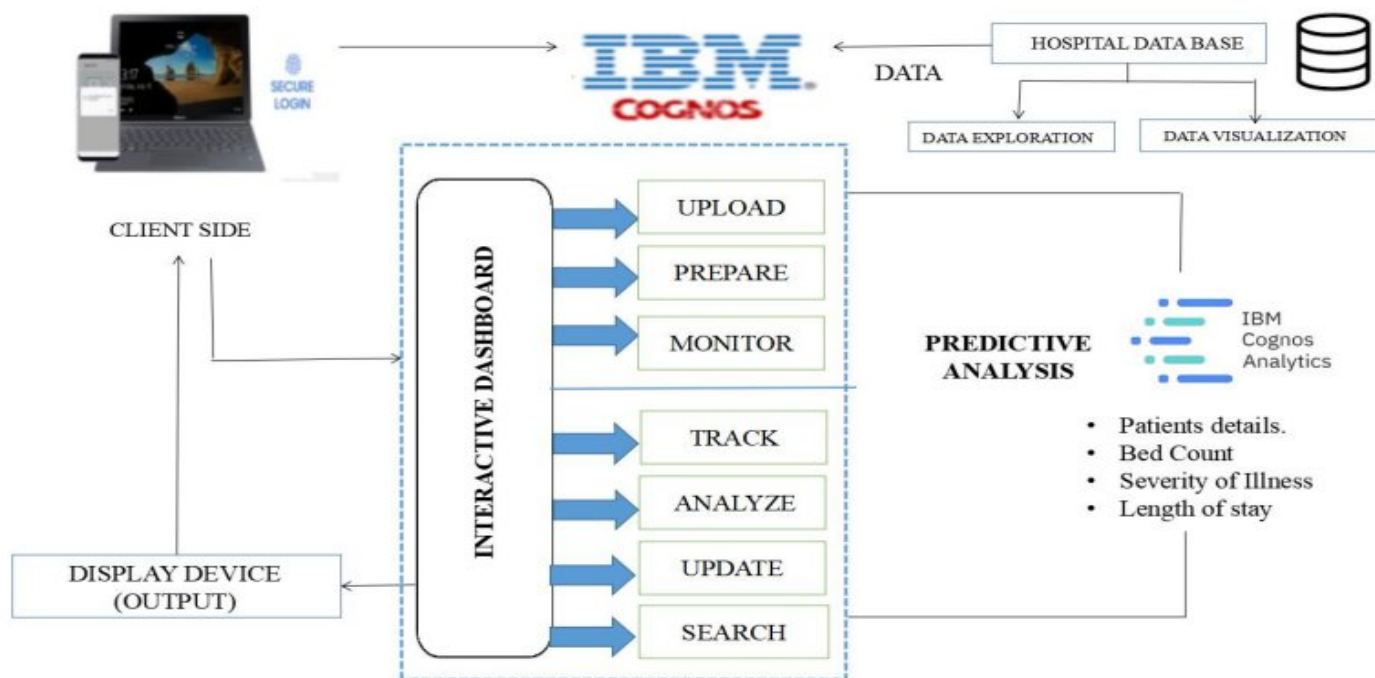 3:17
SECURE
LOGIN
IBM
COGNOS
DATA
HOSPITAL DATA BASE
DATA EXPLORATION
DATA VISUALIZATION
CLIENT SIDE
INTERACTIVE DASHBOARD
UPLOAD
PREPARE
MONITOR
TRACK
ANALYZE
UPDATE
SEARCH
PREDICTIVE
ANALYSIS
IBM
Cognos
Analytics
• Patients details.
• Bed Count
• Severity of Illness
• Length of stay
DISPLAY DEVICE
(OUTPUT)